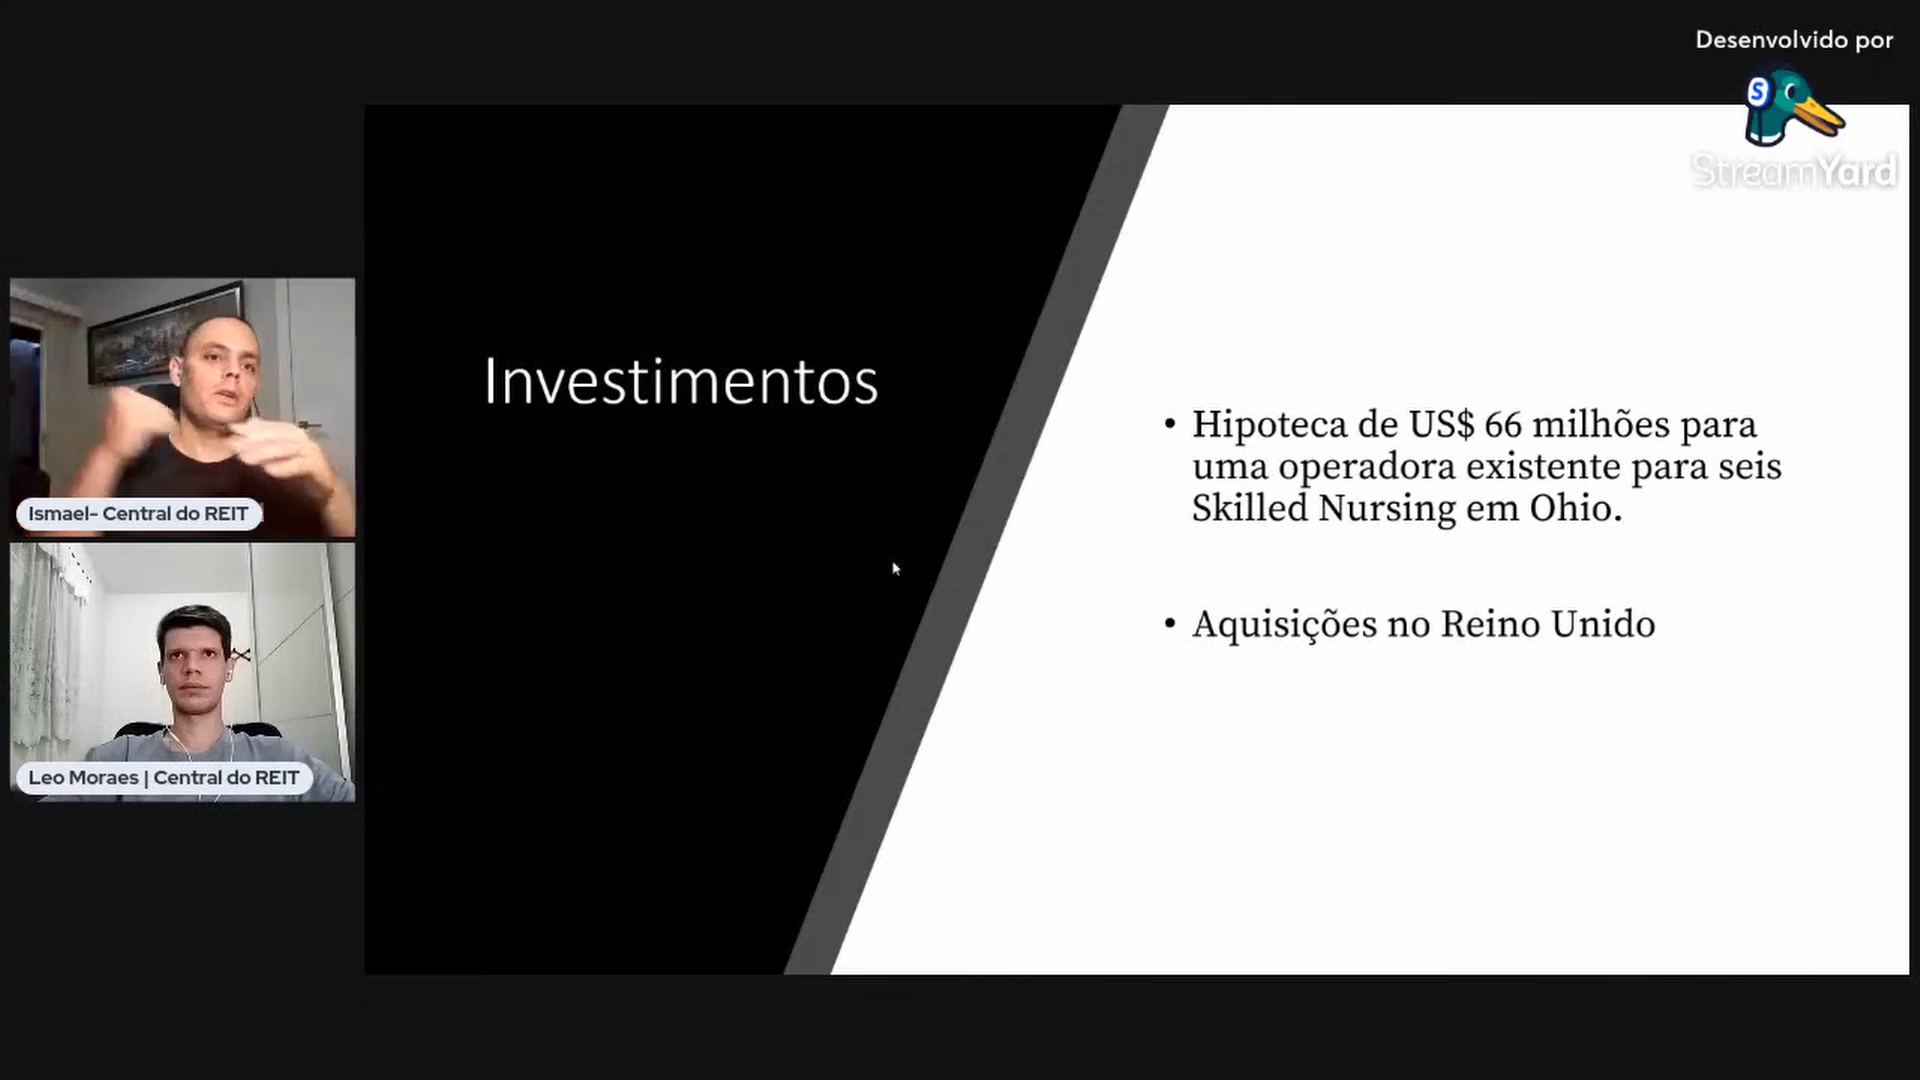 Desenvolvido por
S
StreamYard
Investimentos
• Hipoteca de US$ 66 milhões para
uma operadora existente para seis
Skilled Nursing em Ohio.
• Aquisições no Reino Unido
Ismael- Central do REIT
Leo Moraes | Central do REIT